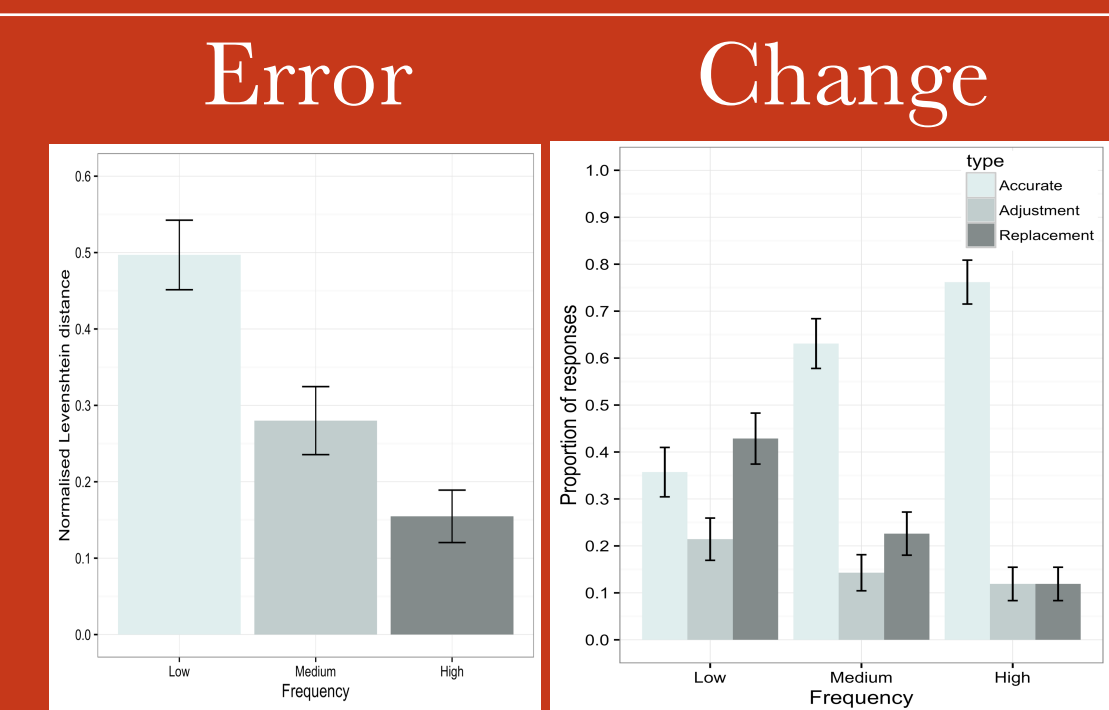 Error
Change
Normalised Levenshtein distance
0.6
0.5
0.4
0.3
0.2
0.1
0.0
Low Medium High
Frequency
Proportion of responses
1.0
0.9
0.8
0.7
0.6
0.5
0.4
0.3
0.2
0.1
0.0
type
Accurate
Adjustment
Replacement
Low Medium High
Frequency